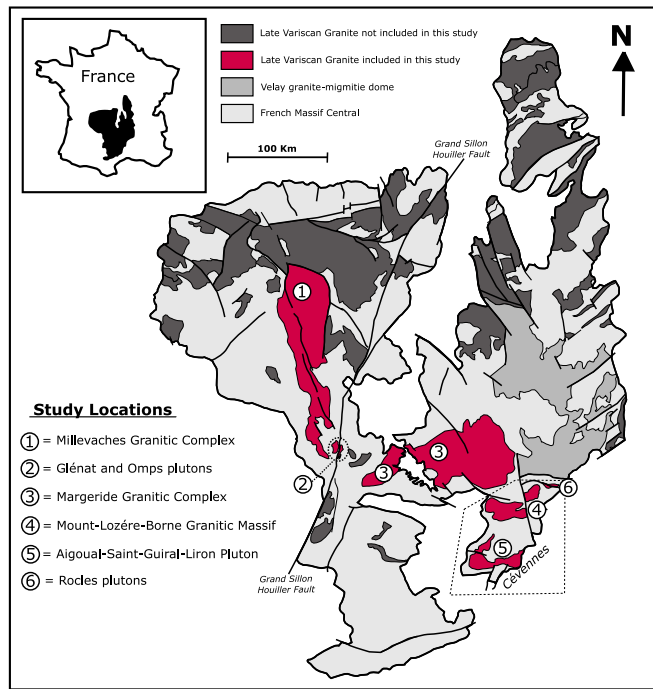 France
Late Variscan Granite not included in this study
Late Variscan Granite included in this study
Velay granite-migmitie dome
French Massif Central
N
100 Km
Grand Sillon
Houiller Fault
1
3
3
2
6
4
5
Cévennes
Grand Sillon
Houiller Fault
Study Locations
1 = Millevaches Granitic Complex
2 = Glénat and Omps plutons
3 = Margeride Granitic Complex
4 = Mount-Lozére-Borne Granitic Massif
5 = Aigoual-Saint-Guiral-Liron Pluton
6 = Rocles plutons